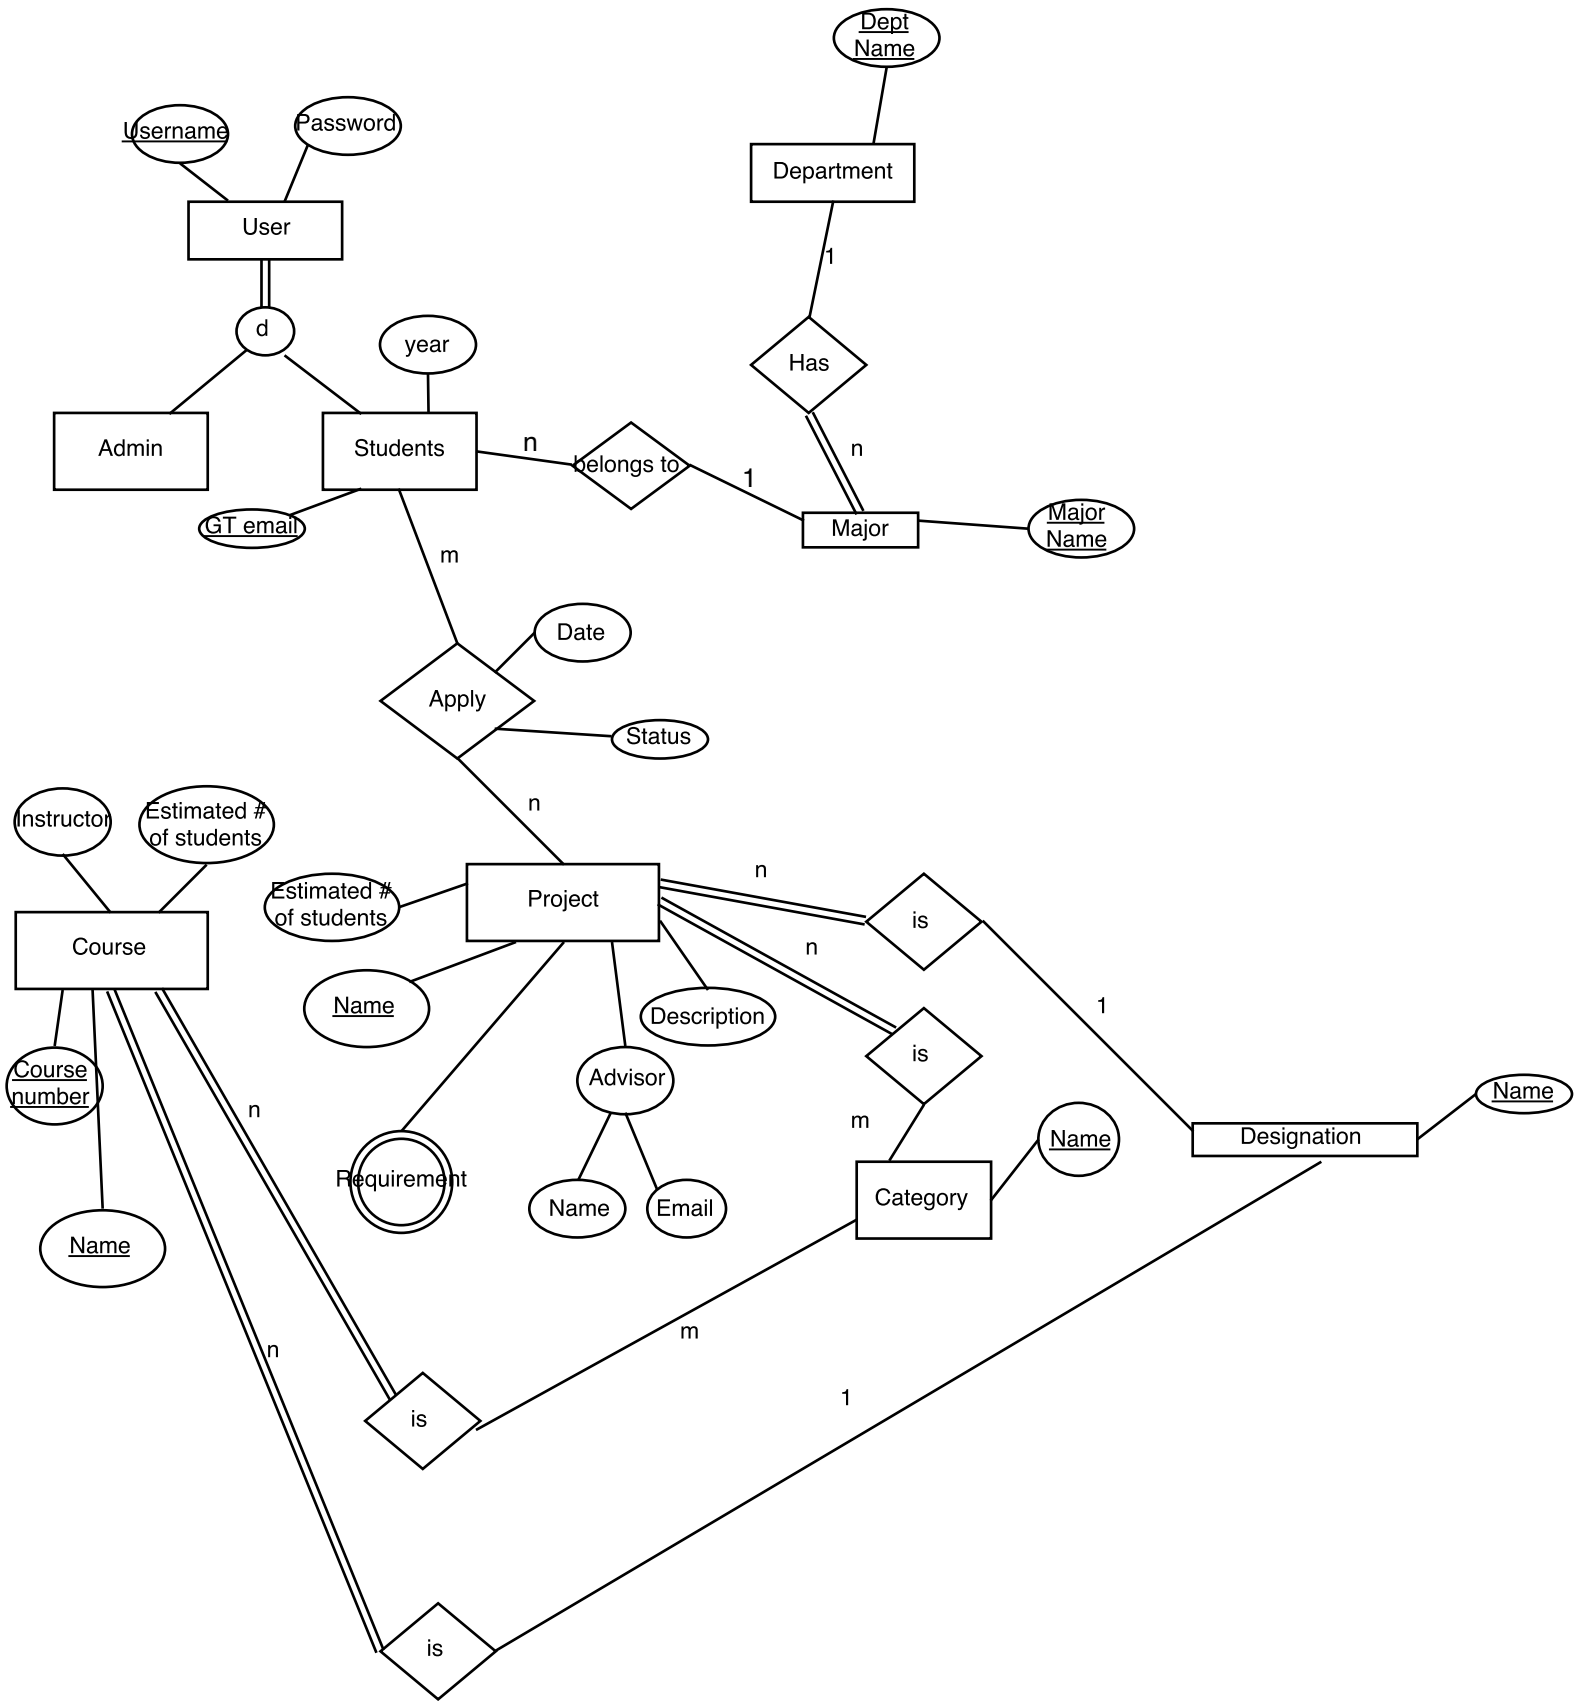 Dept
Name
Username
Password
Department
User
1
d
year
Has
Admin
Students
n
belongs to
1
n
GT email
Major
Major
Name
m
Date
Apply
Status
n
Instructor
Estimated #
of students
Estimated #
of students
Project
n
is
Course
n
Name
Description
1
is
Course
number
n
Advisor
m
Name
Designation
Name
Requirement
Name
Email
Category
Name
m
n
1
is
is